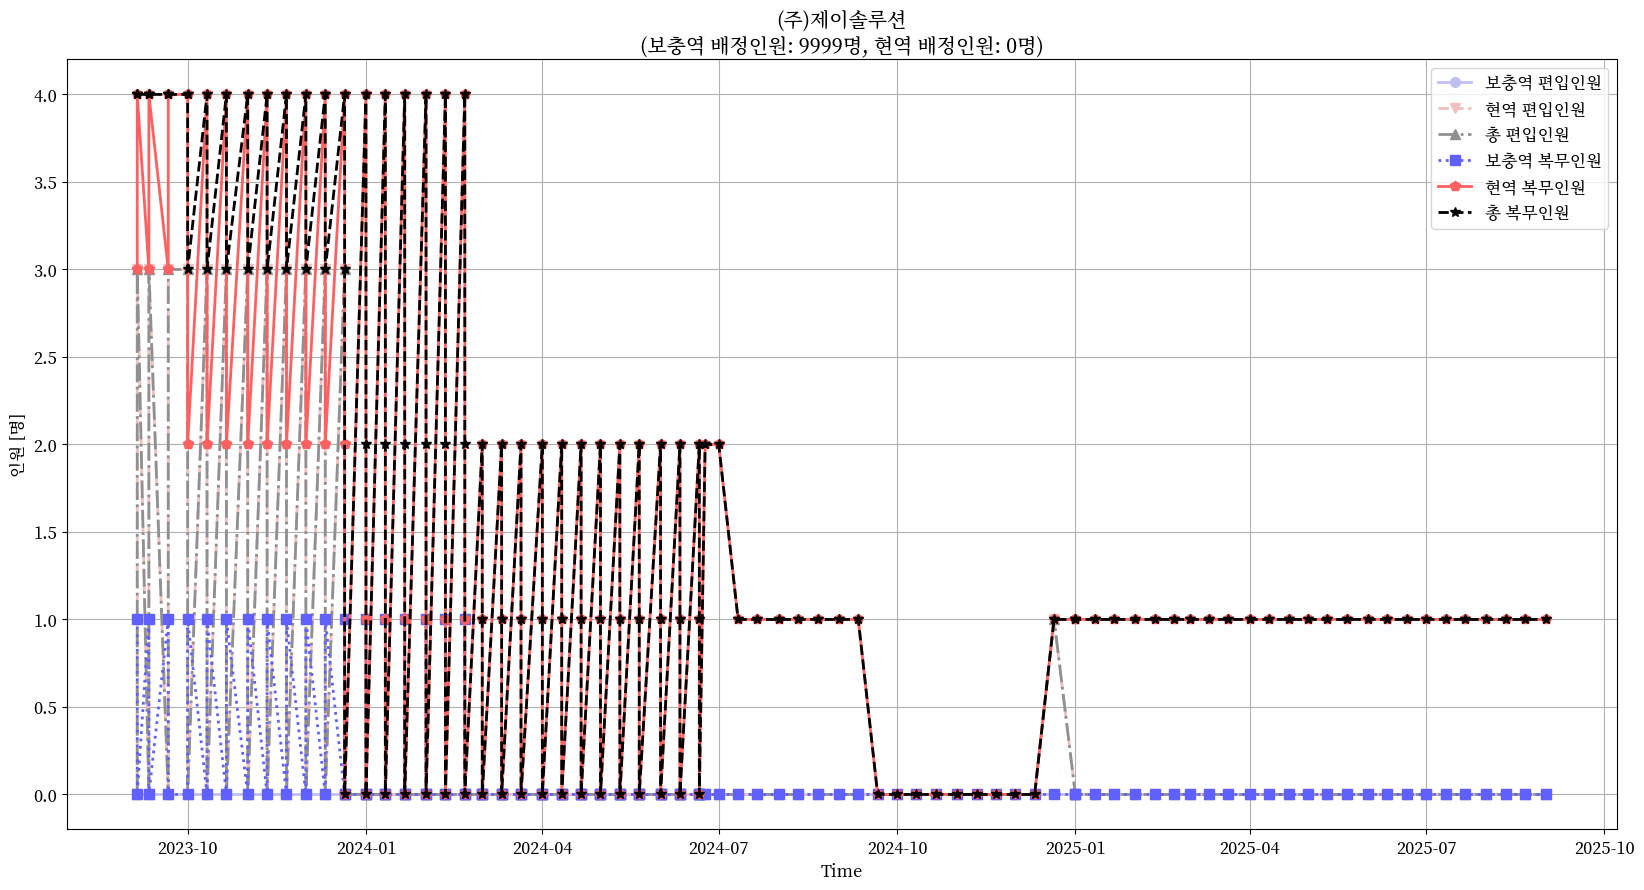 (주)제이솔루션
(보충역 배정인원: 9999명, 현역 배정인원: 0명)
보충역 편입인원
현역 편입인원
총 편입인원
보충역 복무인원
현역 복무인원
총 복무인원
인원 [명]
4.0
3.5
3.0
2.5
2.0
1.5
1.0
0.5
0.0
2023-10
2024-01
2024-04
2024-07
2024-10
2025-01
2025-04
2025-07
2025-10
Time